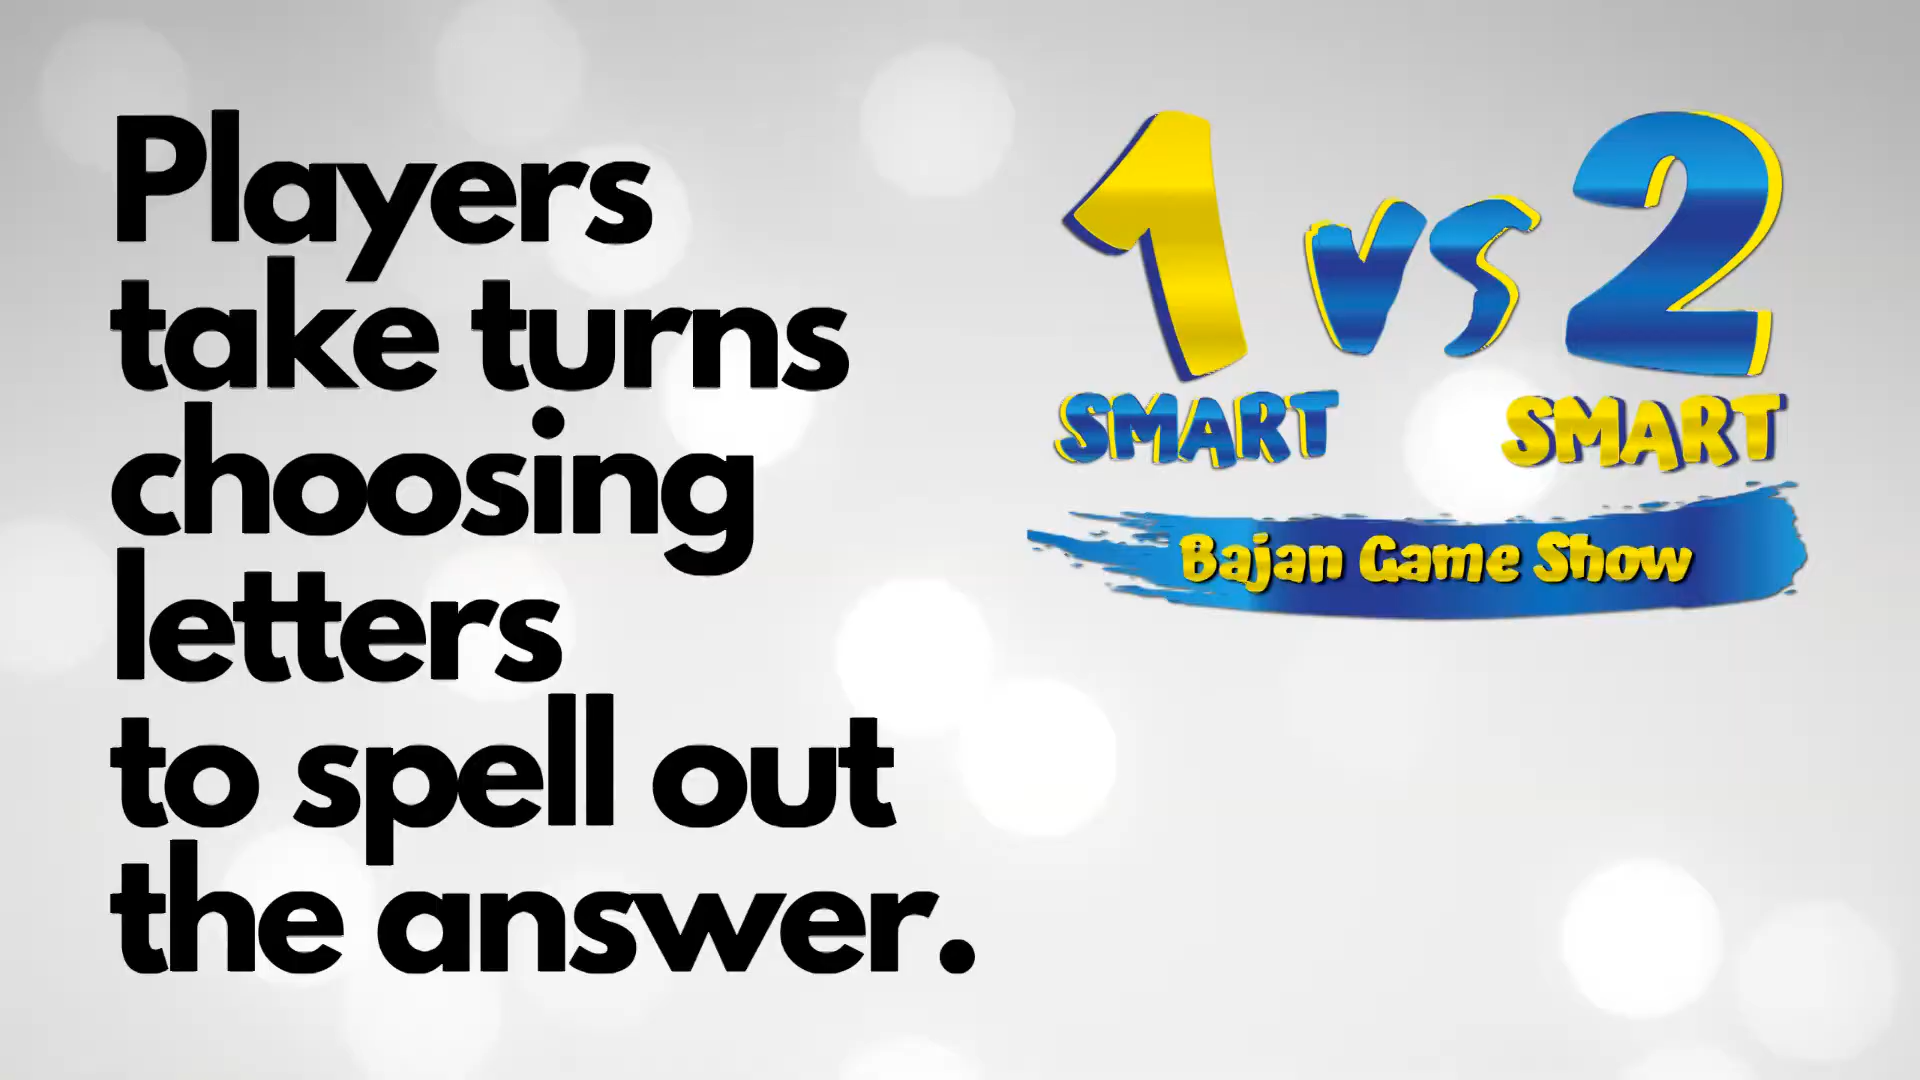 Players
take turns
choosing
letters
to spell out
the answer.
1 vs 2
SMART SMART
Bajan Game Show